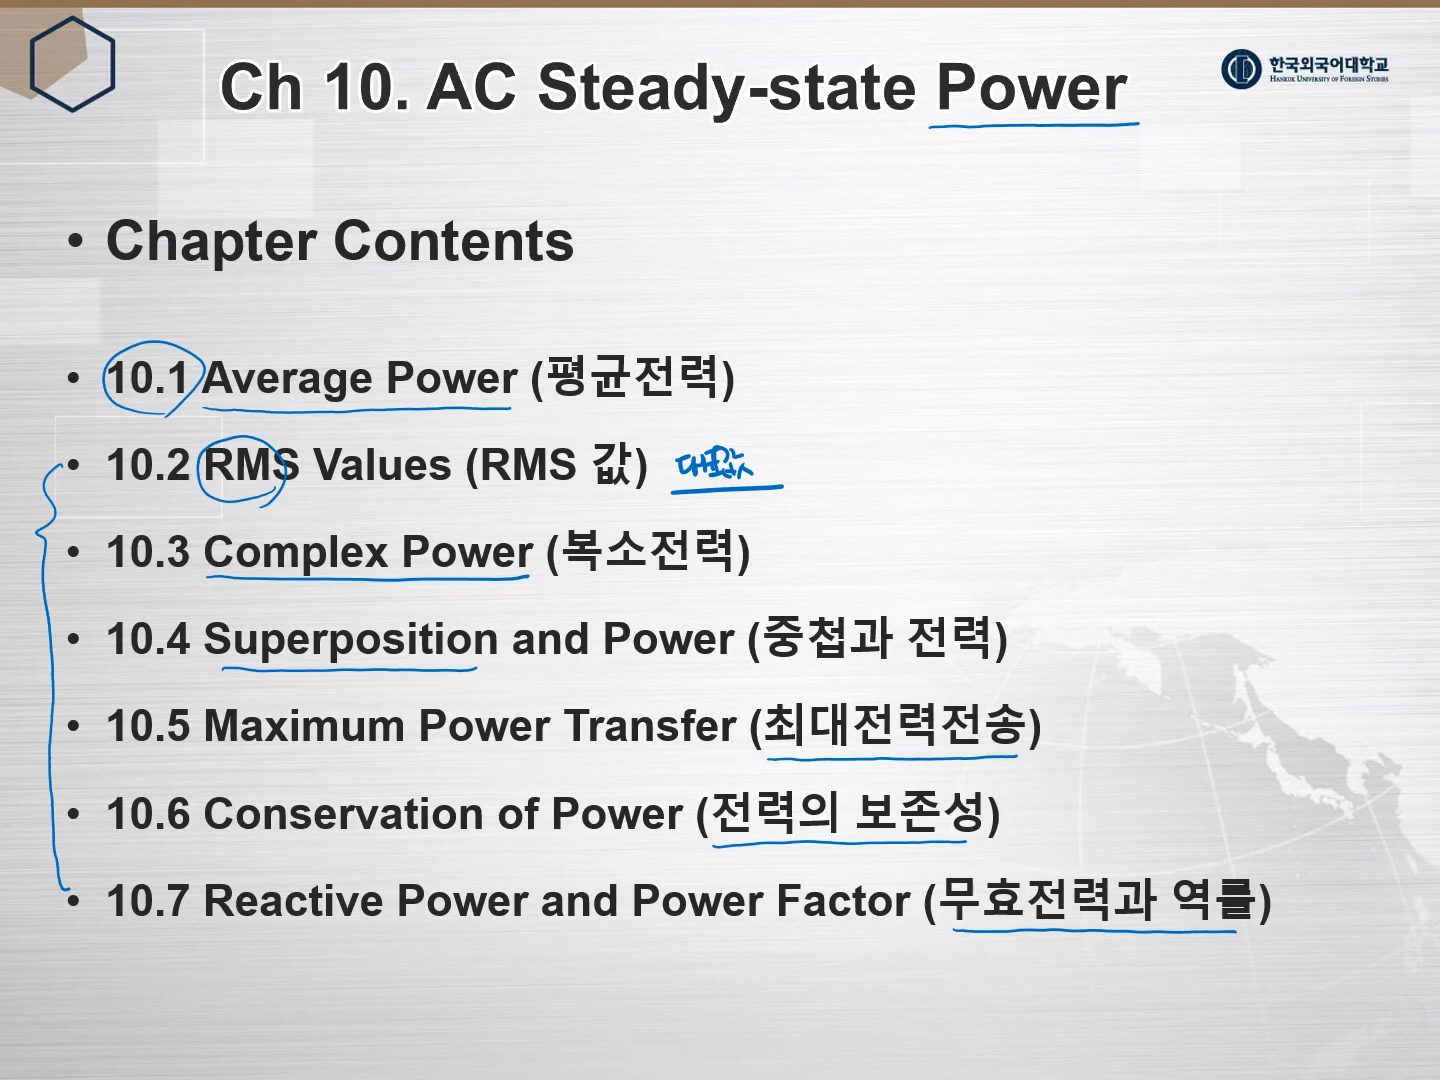 Ch 10. AC Steady-state Power
한국외국어대학교
HANKUK UNIVERSITY OF FOREIGN STUDIES
• Chapter Contents
• 10.1 Average Power (평균전력)
• 10.2 RMS Values (RMS 값) 대푯값
• 10.3 Complex Power (복소전력)
• 10.4 Superposition and Power (중첩과 전력)
• 10.5 Maximum Power Transfer (최대전력전송)
• 10.6 Conservation of Power (전력의 보존성)
• 10.7 Reactive Power and Power Factor (무효전력과 역률)